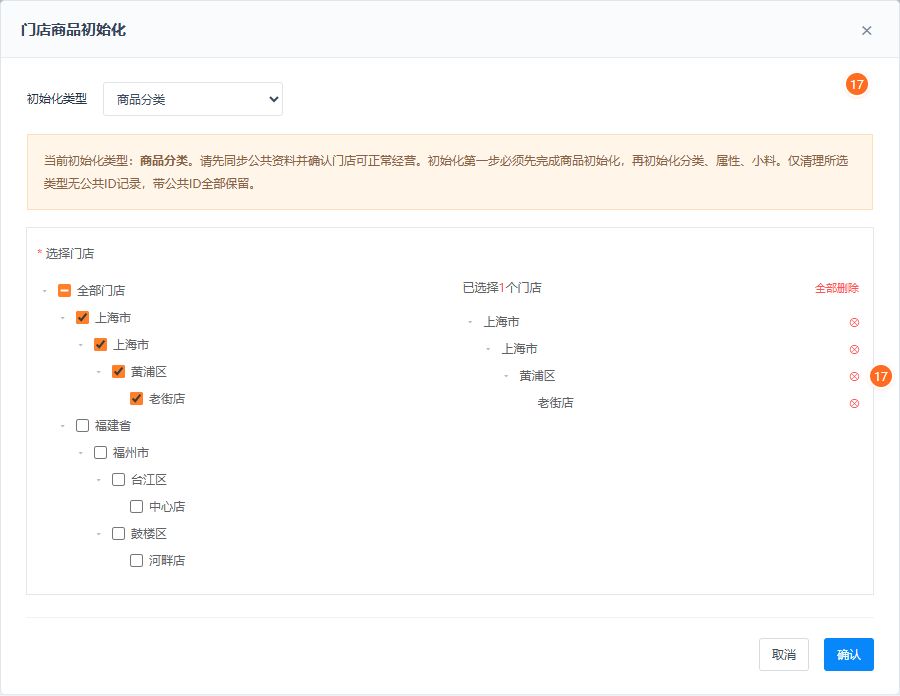 门店商品初始化
初始化类型
商品分类
17
当前初始化类型：商品分类。请先同步公共资料并确认门店可正常经营。初始化第一步必须先完成商品初始化，再初始化分类、属性、小料。仅清理所选
类型无公共ID记录，带公共ID全部保留。
* 选择门店
全部门店
上海市
上海市
黄浦区
老街店
福建省
福州市
台江区
中心店
鼓楼区
河畔店
已选择1个门店
全部删除
上海市
上海市
黄浦区
17
老街店
取消
确认